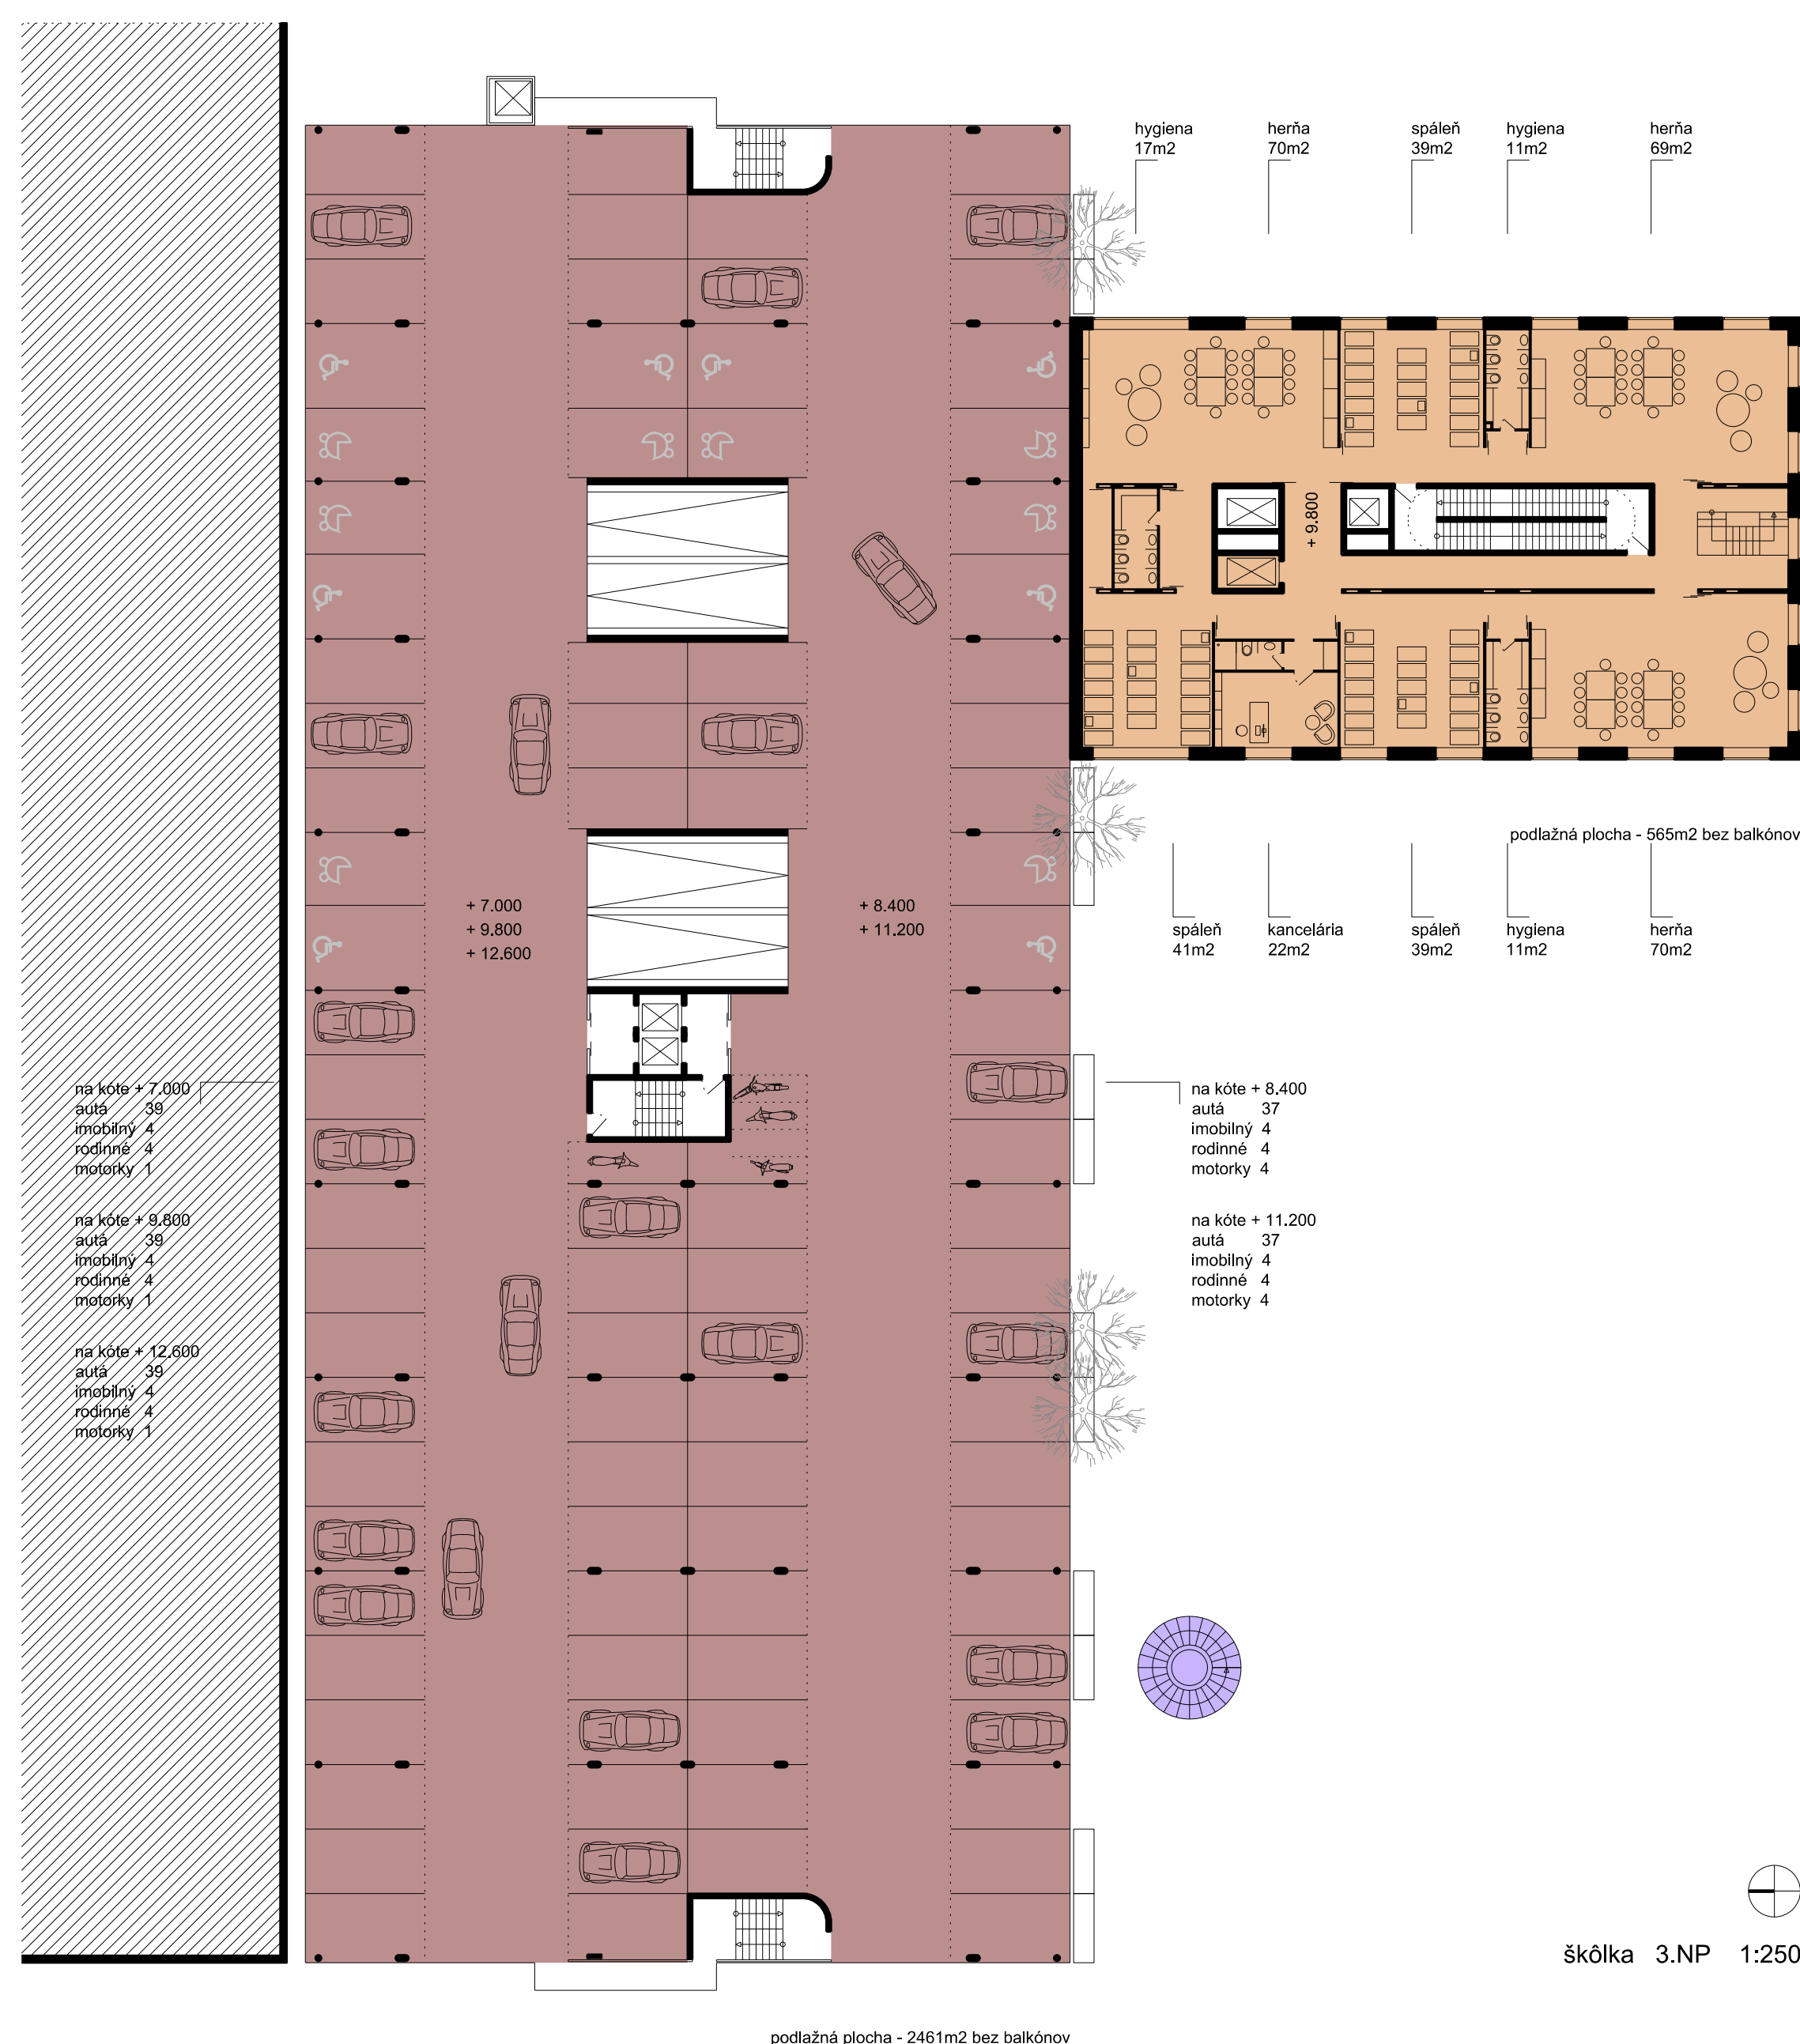 hygiena
17m2
herňa
70m2
spáleň
39m2
hygiena
11m2
herňa
69m2
+ 9.800
podlažná plocha - 565m2 bez balkónov
spáleň
41m2
kancelária
22m2
spáleň
39m2
hygiena
11m2
herňa
70m2
+ 7.000
+ 9.800
+ 12.600
+ 8.400
+ 11.200
na kóte + 7.000
autá 39
imobilný 4
rodinné 4
motorky 1
na kóte + 9.800
autá 39
imobilný 4
rodinné 4
motorky 1
na kóte + 12.600
autá 39
imobilný 4
rodinné 4
motorky 1
na kóte + 8.400
autá 37
imobilný 4
rodinné 4
motorky 4
na kóte + 11.200
autá 37
imobilný 4
rodinné 4
motorky 4
škôlka 3.NP 1:250
podlažná plocha - 2461m2 bez balkónov